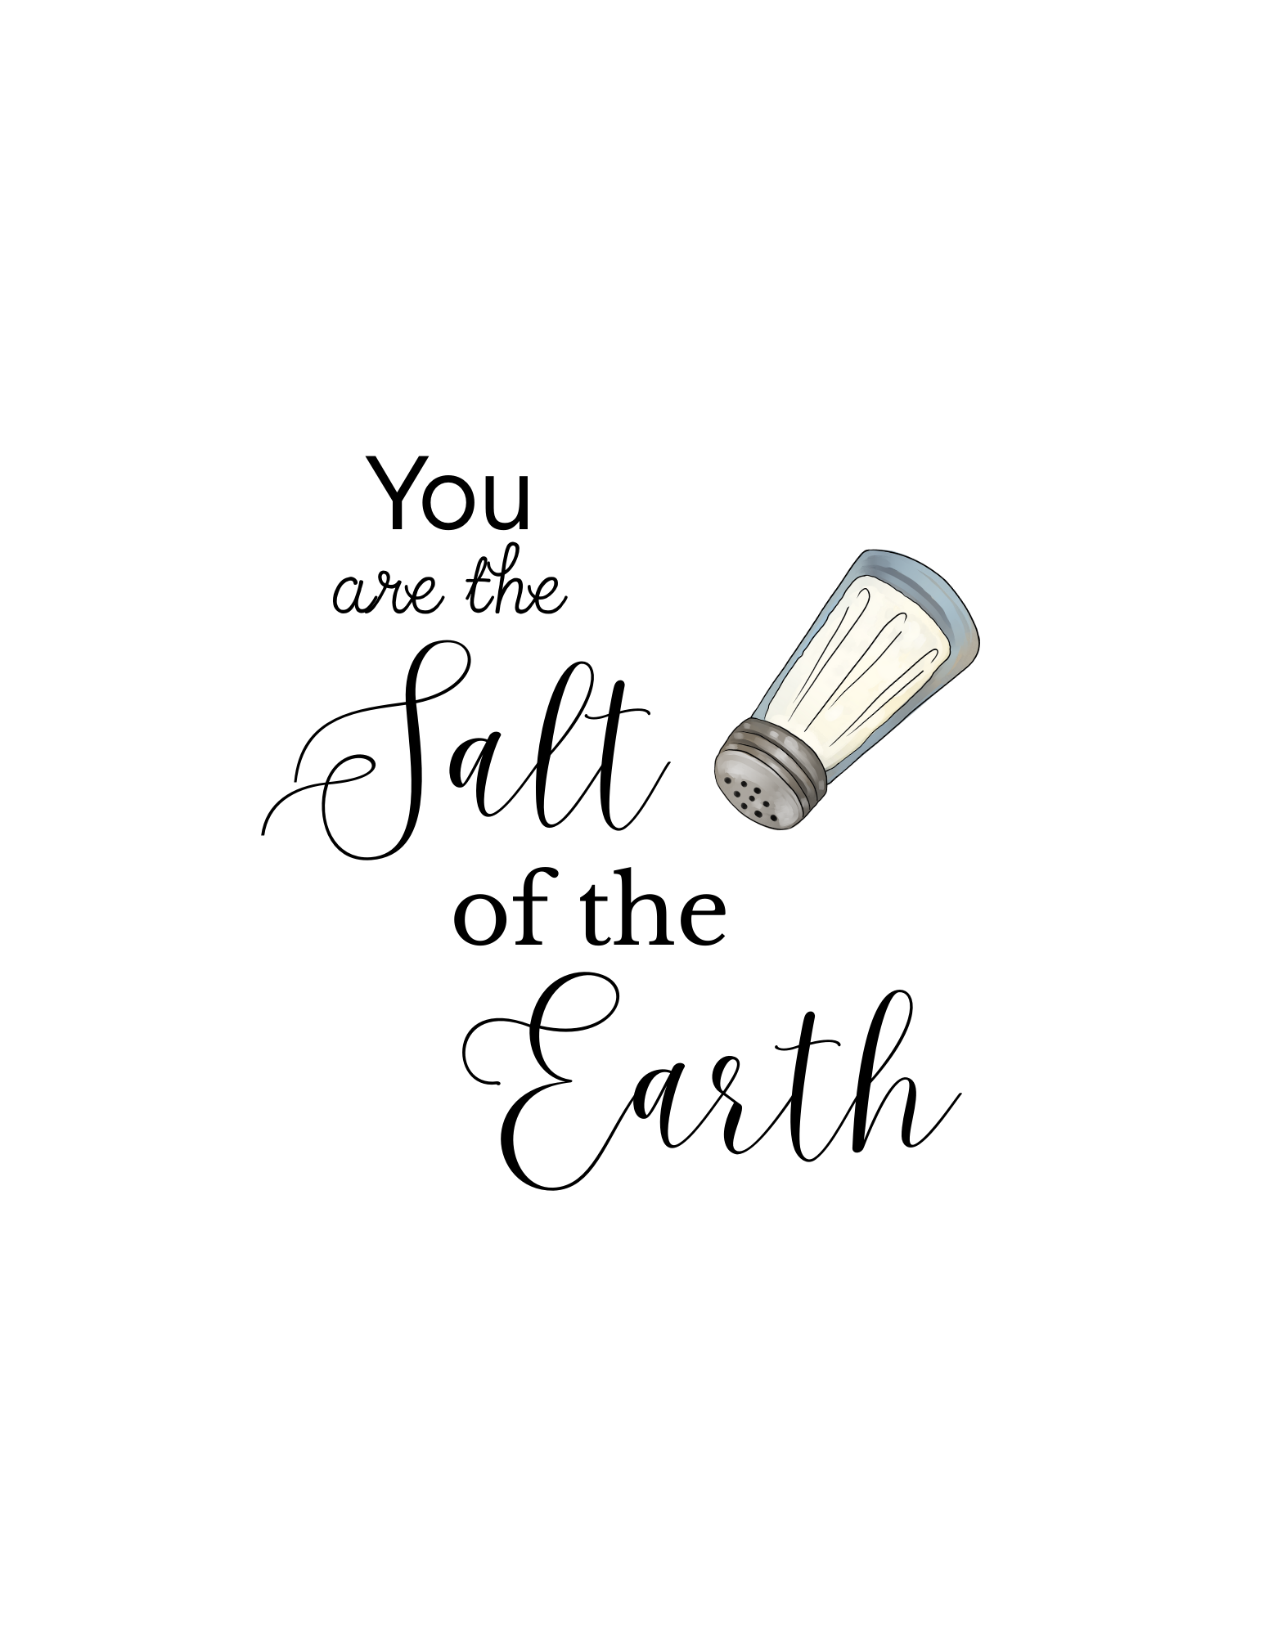 You
are the
Salt
of the
Earth